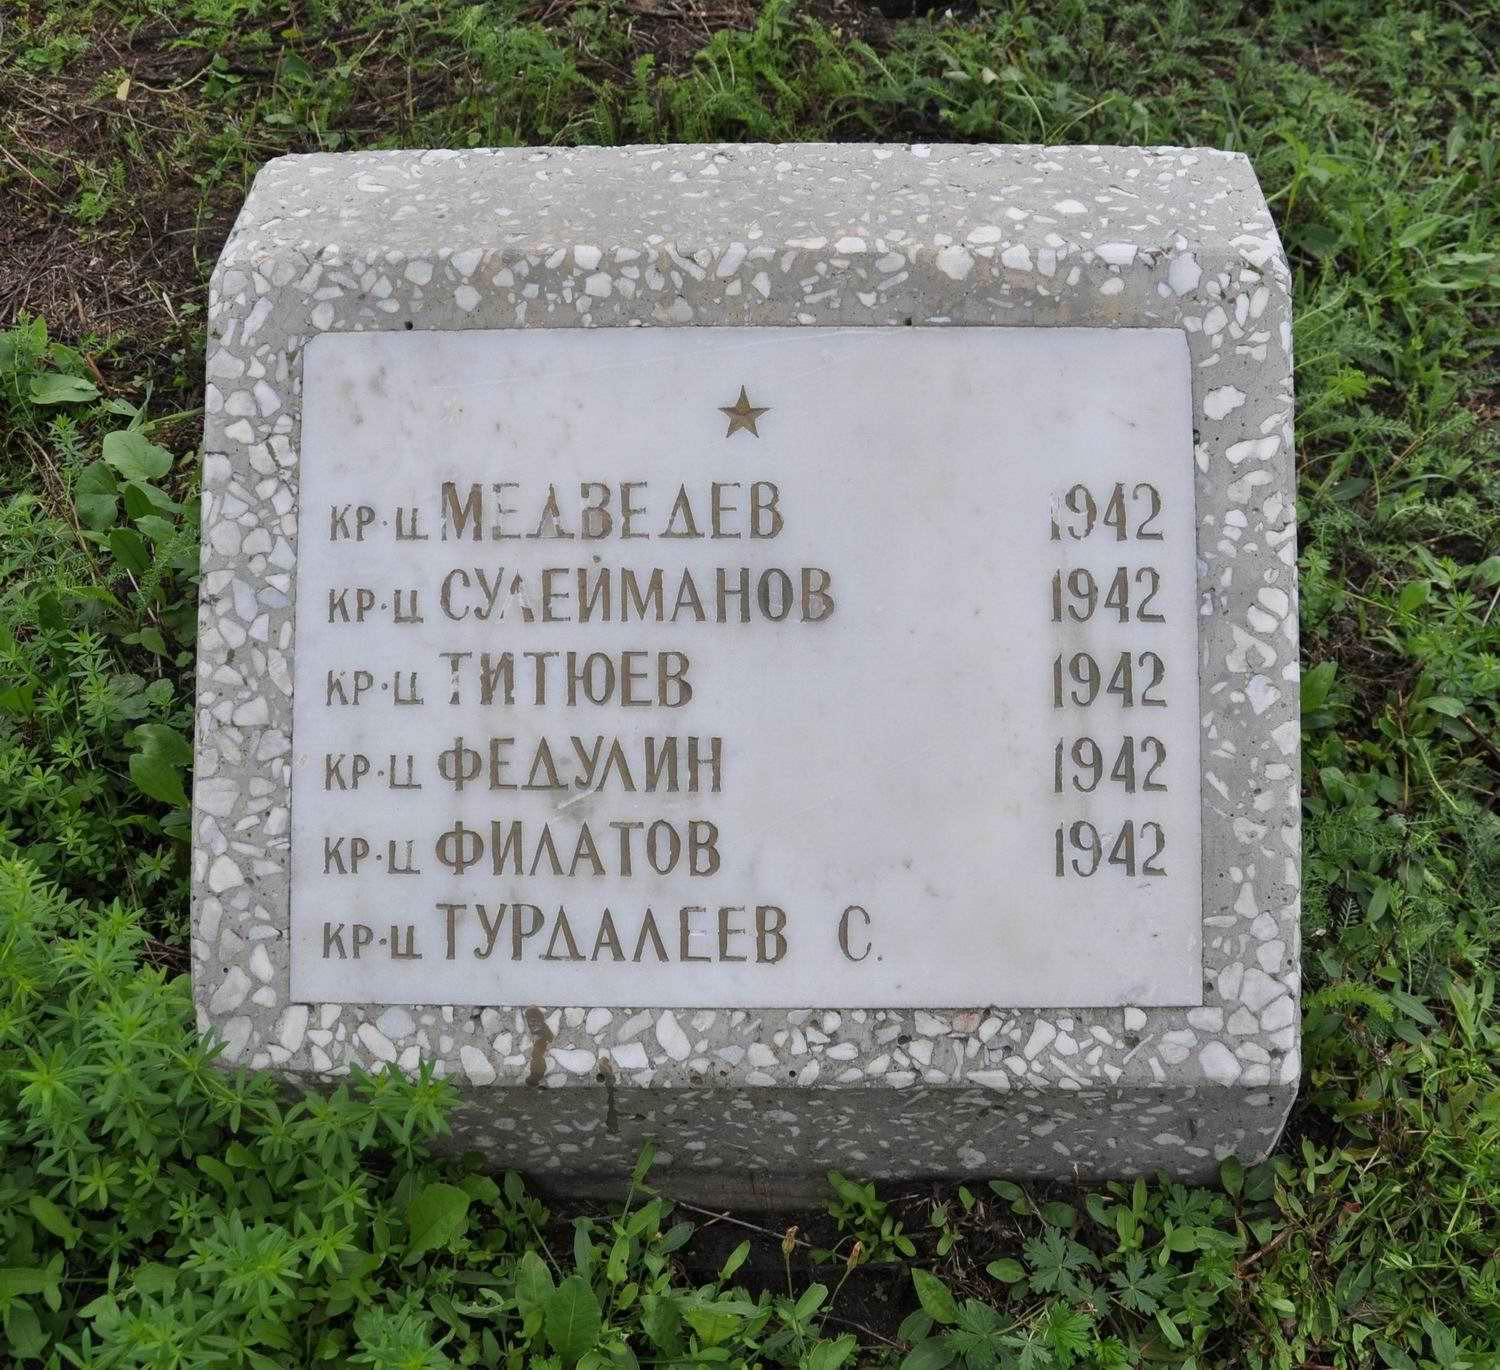 КР-Ц МЕДВЕДЕВ 1942
КР-Ц СУЛЕЙМАНОВ 1942
КР-Ц ТИТЮЕВ 1942
КР-Ц ФЕДУЛИН 1942
КР-Ц ФИЛАТОВ 1942
КР-Ц ТУРДАЛЕЕВ С.